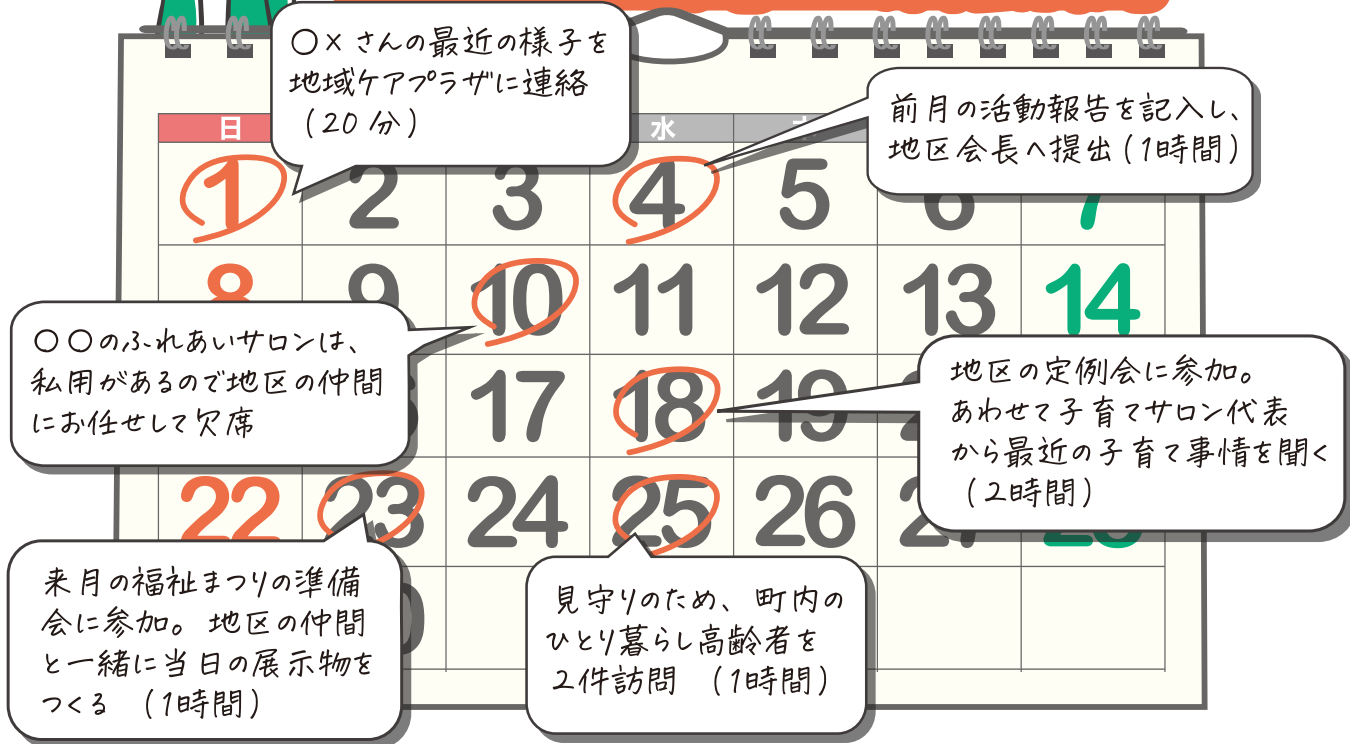 ○×さんの最近の様子を
地域ケアプラザに連絡
(20分)
前月の活動報告を記入し、
地区会長へ提出(1時間)
日 水
1 2 3 4 5 6 7
8 9 10 11 12 13 14
○○のふれあいサロンは、
私用があるので地区の仲間
にお任せして欠席
地区の定例会に参加。
あわせて子育てサロン代表
から最近の子育て事情を聞く
(2時間)
17 18 19
22 23 24 25 26 27 28
来月の福祉まつりの準備
会に参加。地区の仲間
と一緒に当日の展示物を
つくる (1時間)
見守りのため、町内の
ひとり暮らし高齢者を
2件訪問 (1時間)